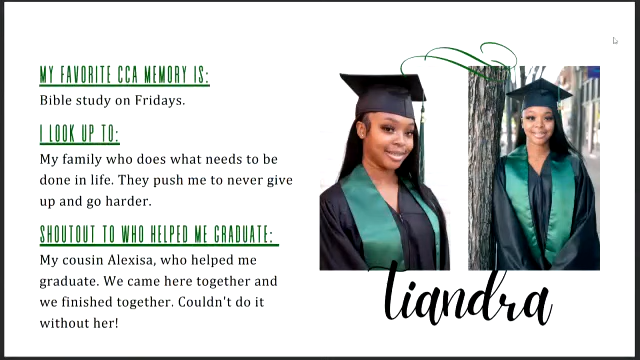 MY FAVORITE CCA MEMORY IS:
Bible study on Fridays.
I LOOK UP TO:
My family who does what needs to be
done in life. They push me to never give
up and go harder.
SHOUTOUT TO WHO HELPED ME GRADUATE:
My cousin Alexisa, who helped me
graduate. We came here together and
we finished together. Couldn't do it
without her!
tiandra